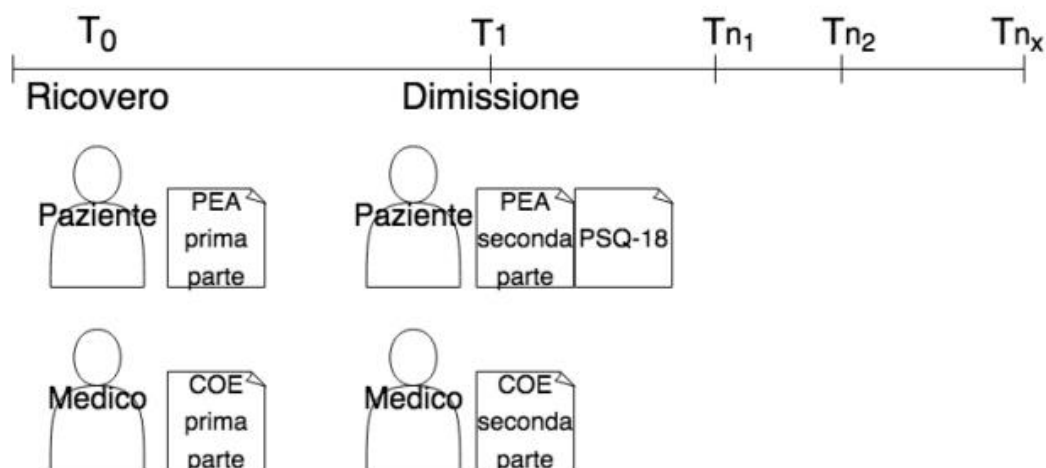 T0 T1 Tn1 Tn2 Tnx
Ricovero Dimissione
Paziente
PEA
prima
parte
Paziente
PEA
seconda
parte
PSQ-18
Medico
COE
prima
parte
Medico
COE
seconda
parte